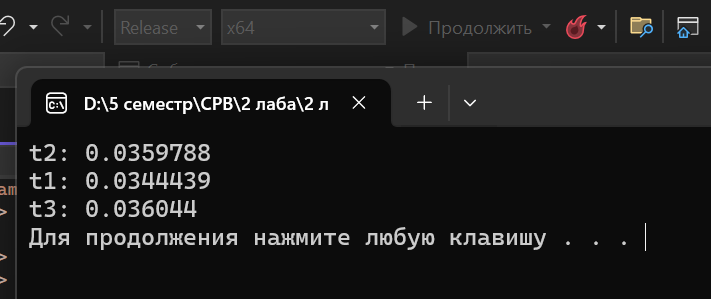 Release
x64
Продолжить
D:\5 семестр\СРВ\2 лаба\2 л
t2: 0.0359788
t1: 0.0344439
t3: 0.036044
Для продолжения нажмите любую клавишу . . .